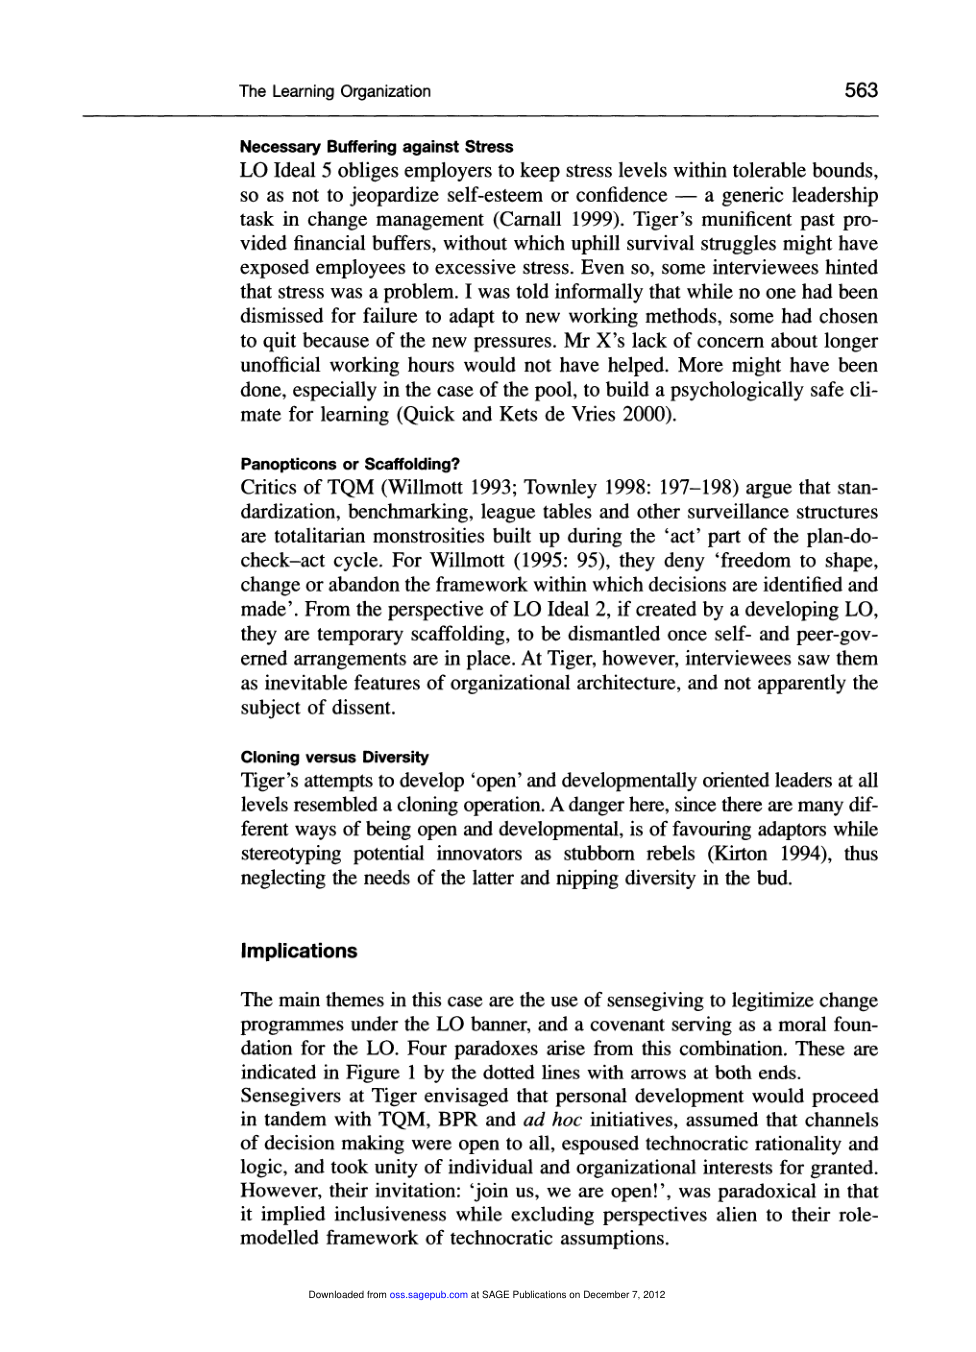 The Learning Organization 563
Necessary Buffering against Stress
LO Ideal 5 obliges employers to keep stress levels within tolerable bounds,
so as not to jeopardize self-esteem or confidence — a generic leadership
task in change management (Carnall 1999). Tiger's munificent past pro-
vided financial buffers, without which uphill survival struggles might have
exposed employees to excessive stress. Even so, some interviewees hinted
that stress was a problem. I was told informally that while no one had been
dismissed for failure to adapt to new working methods, some had chosen
to quit because of the new pressures. Mr X's lack of concern about longer
unofficial working hours would not have helped. More might have been
done, especially in the case of the pool, to build a psychologically safe cli-
mate for learning (Quick and Kets de Vries 2000).
Panopticons or Scaffolding?
Critics of TQM (Willmott 1993; Townley 1998: 197–198) argue that stan-
dardization, benchmarking, league tables and other surveillance structures
are totalitarian monstrosities built up during the 'act' part of the plan-do-
check–act cycle. For Willmott (1995: 95), they deny 'freedom to shape,
change or abandon the framework within which decisions are identified and
made'. From the perspective of LO Ideal 2, if created by a developing LO,
they are temporary scaffolding, to be dismantled once self- and peer-gov-
erned arrangements are in place. At Tiger, however, interviewees saw them
as inevitable features of organizational architecture, and not apparently the
subject of dissent.
Cloning versus Diversity
Tiger's attempts to develop 'open' and developmentally oriented leaders at all
levels resembled a cloning operation. A danger here, since there are many dif-
ferent ways of being open and developmental, is of favouring adaptors while
stereotyping potential innovators as stubborn rebels (Kirton 1994), thus
neglecting the needs of the latter and nipping diversity in the bud.
Implications
The main themes in this case are the use of sensegiving to legitimize change
programmes under the LO banner, and a covenant serving as a moral foun-
dation for the LO. Four paradoxes arise from this combination. These are
indicated in Figure 1 by the dotted lines with arrows at both ends.
Sensegivers at Tiger envisaged that personal development would proceed
in tandem with TQM, BPR and ad hoc initiatives, assumed that channels
of decision making were open to all, espoused technocratic rationality and
logic, and took unity of individual and organizational interests for granted.
However, their invitation: 'join us, we are open!', was paradoxical in that
it implied inclusiveness while excluding perspectives alien to their role-
modelled framework of technocratic assumptions.
Downloaded from oss.sagepub.com at SAGE Publications on December 7, 2012